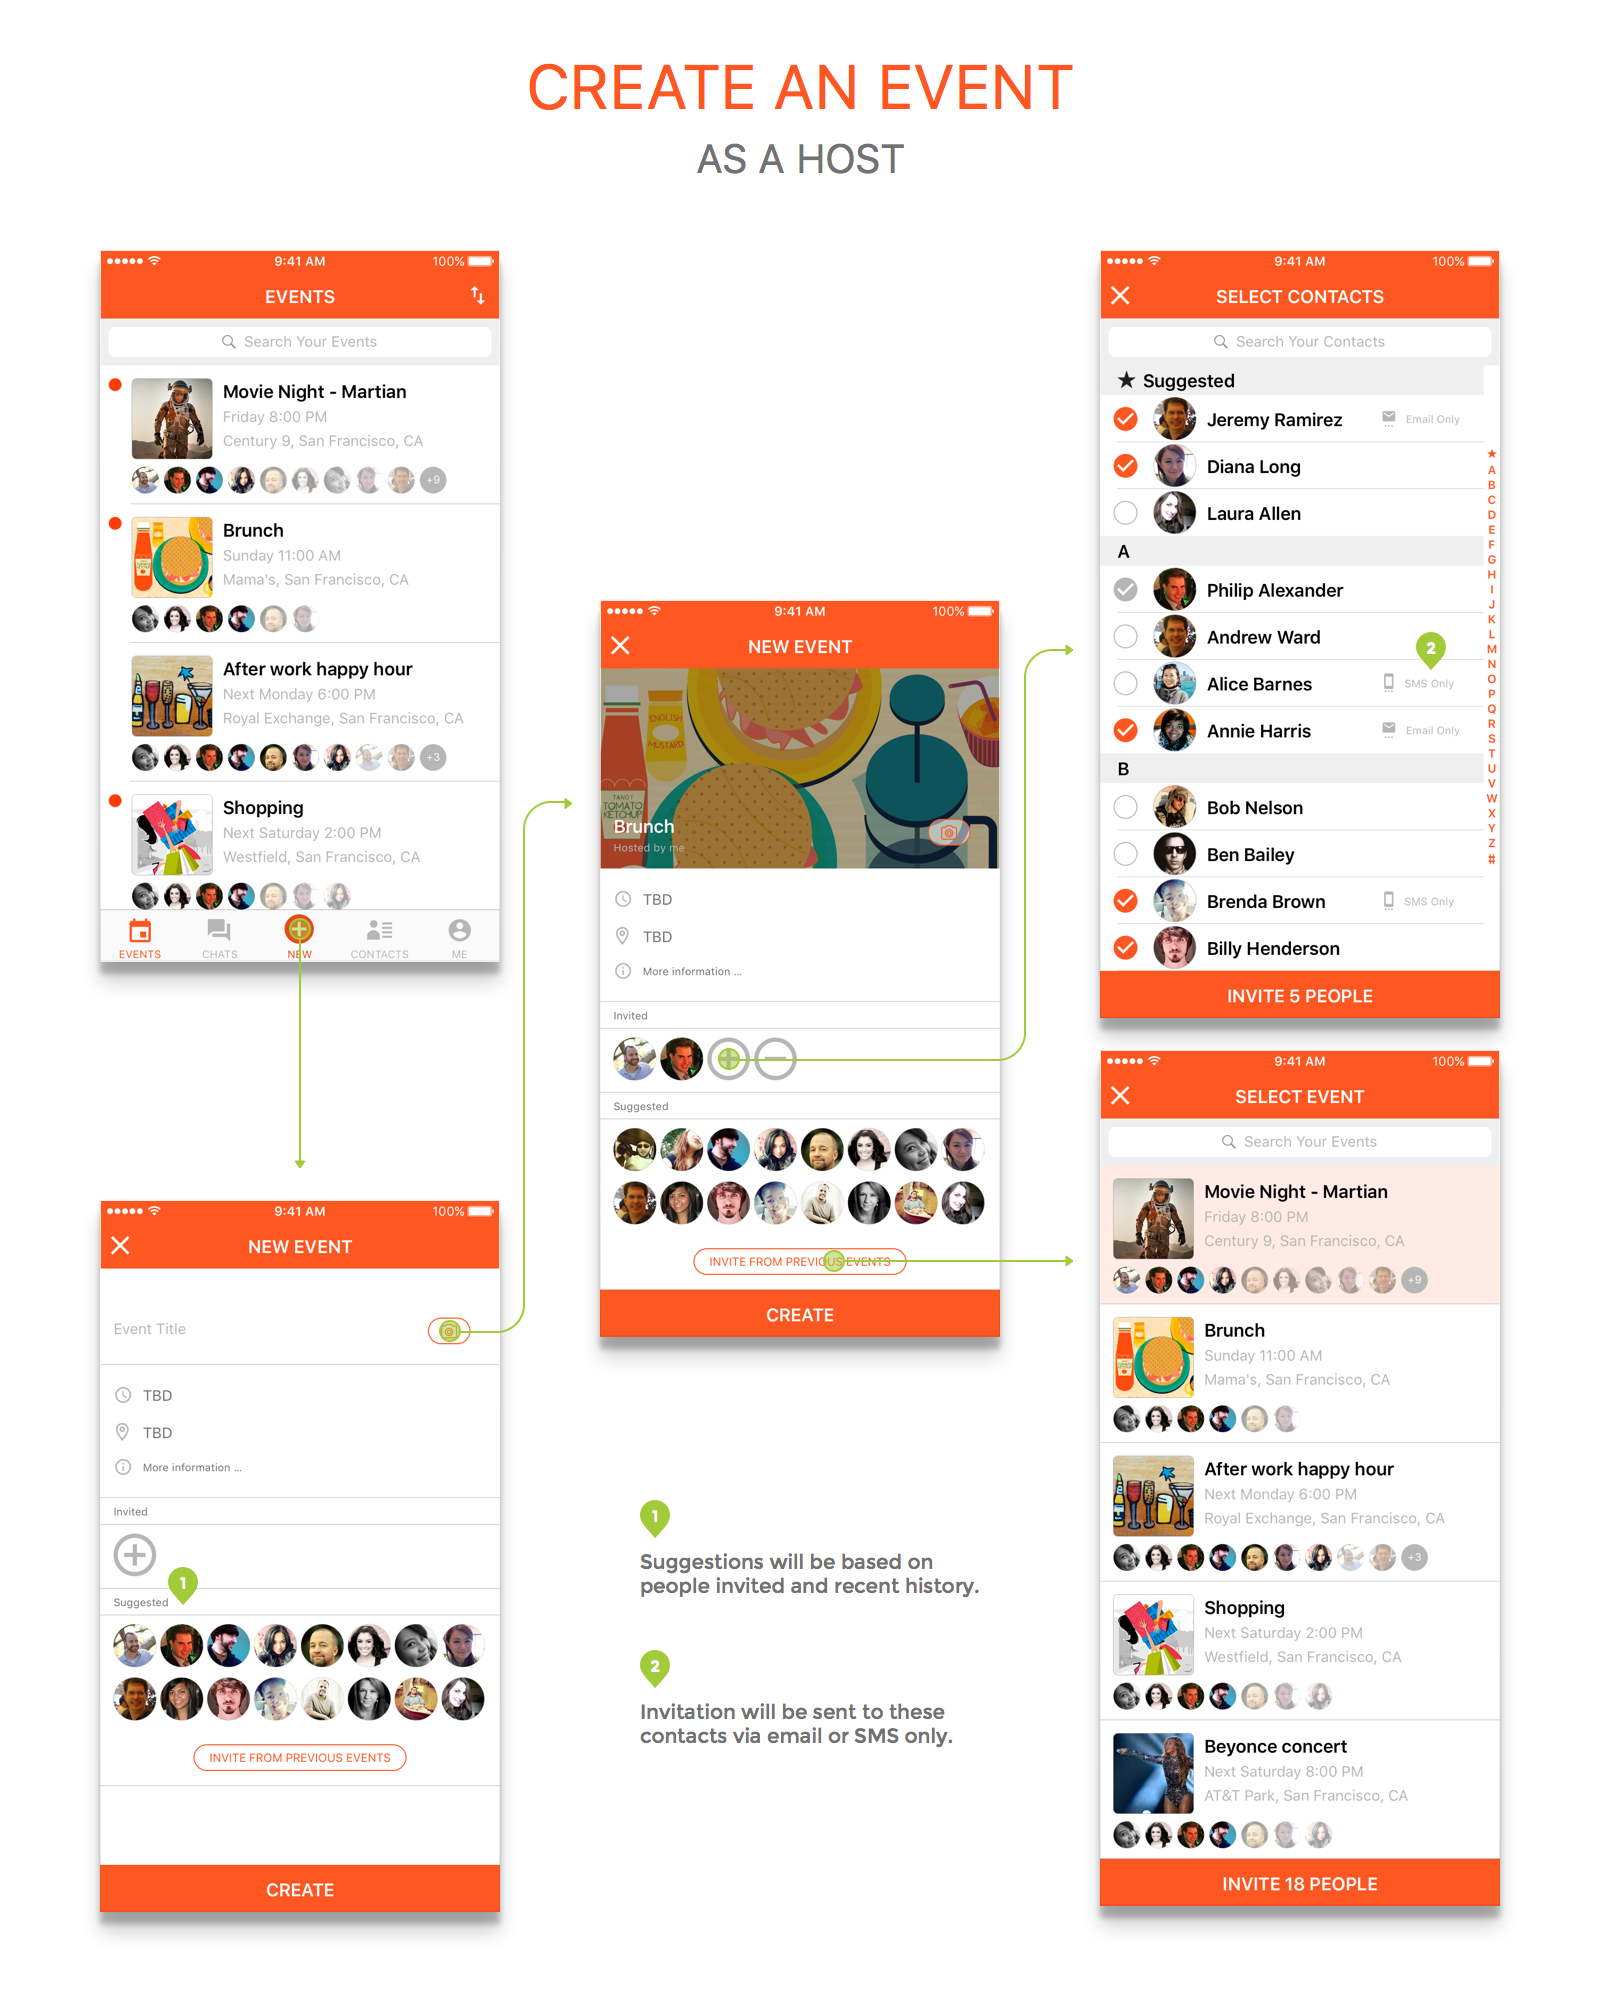 CREATE AN EVENT
AS A HOST
9:41 AM
100%
EVENTS
Search Your Events
Movie Night - Martian
Friday 8:00 PM
Century 9, San Francisco, CA
+9
Brunch
Sunday 11:00 AM
Mama's, San Francisco, CA
After work happy hour
Next Monday 6:00 PM
Royal Exchange, San Francisco, CA
+3
Shopping
Next Saturday 2:00 PM
Westfield, San Francisco, CA
EVENTS
CHATS
NEW
CONTACTS
ME
9:41 AM
100%
NEW EVENT
Event Title
TBD
TBD
More information ...
Invited
1
Suggested
INVITE FROM PREVIOUS EVENTS
CREATE
9:41 AM
100%
NEW EVENT
ENGLISH
MUSTARD
TANGY
TOMATO
KETCHUP
Brunch
Hosted by me
TBD
TBD
More information ...
Invited
Suggested
INVITE FROM PREVIOUS EVENTS
CREATE
1
Suggestions will be based on
people invited and recent history.
2
Invitation will be sent to these
contacts via email or SMS only.
9:41 AM
100%
SELECT CONTACTS
Search Your Contacts
★ Suggested
Jeremy Ramirez
Email Only
Diana Long
Laura Allen
A
Philip Alexander
Andrew Ward
2
Alice Barnes
SMS Only
Annie Harris
Email Only
B
Bob Nelson
Ben Bailey
Brenda Brown
SMS Only
Billy Henderson
★
A
B
C
D
E
F
G
H
I
J
K
L
M
N
O
P
Q
R
S
T
U
V
W
X
Y
Z
#
INVITE 5 PEOPLE
9:41 AM
100%
SELECT EVENT
Search Your Events
Movie Night - Martian
Friday 8:00 PM
Century 9, San Francisco, CA
+9
Brunch
Sunday 11:00 AM
Mama's, San Francisco, CA
After work happy hour
Next Monday 6:00 PM
Royal Exchange, San Francisco, CA
+3
Shopping
Next Saturday 2:00 PM
Westfield, San Francisco, CA
Beyonce concert
Next Saturday 8:00 PM
AT&T Park, San Francisco, CA
INVITE 18 PEOPLE